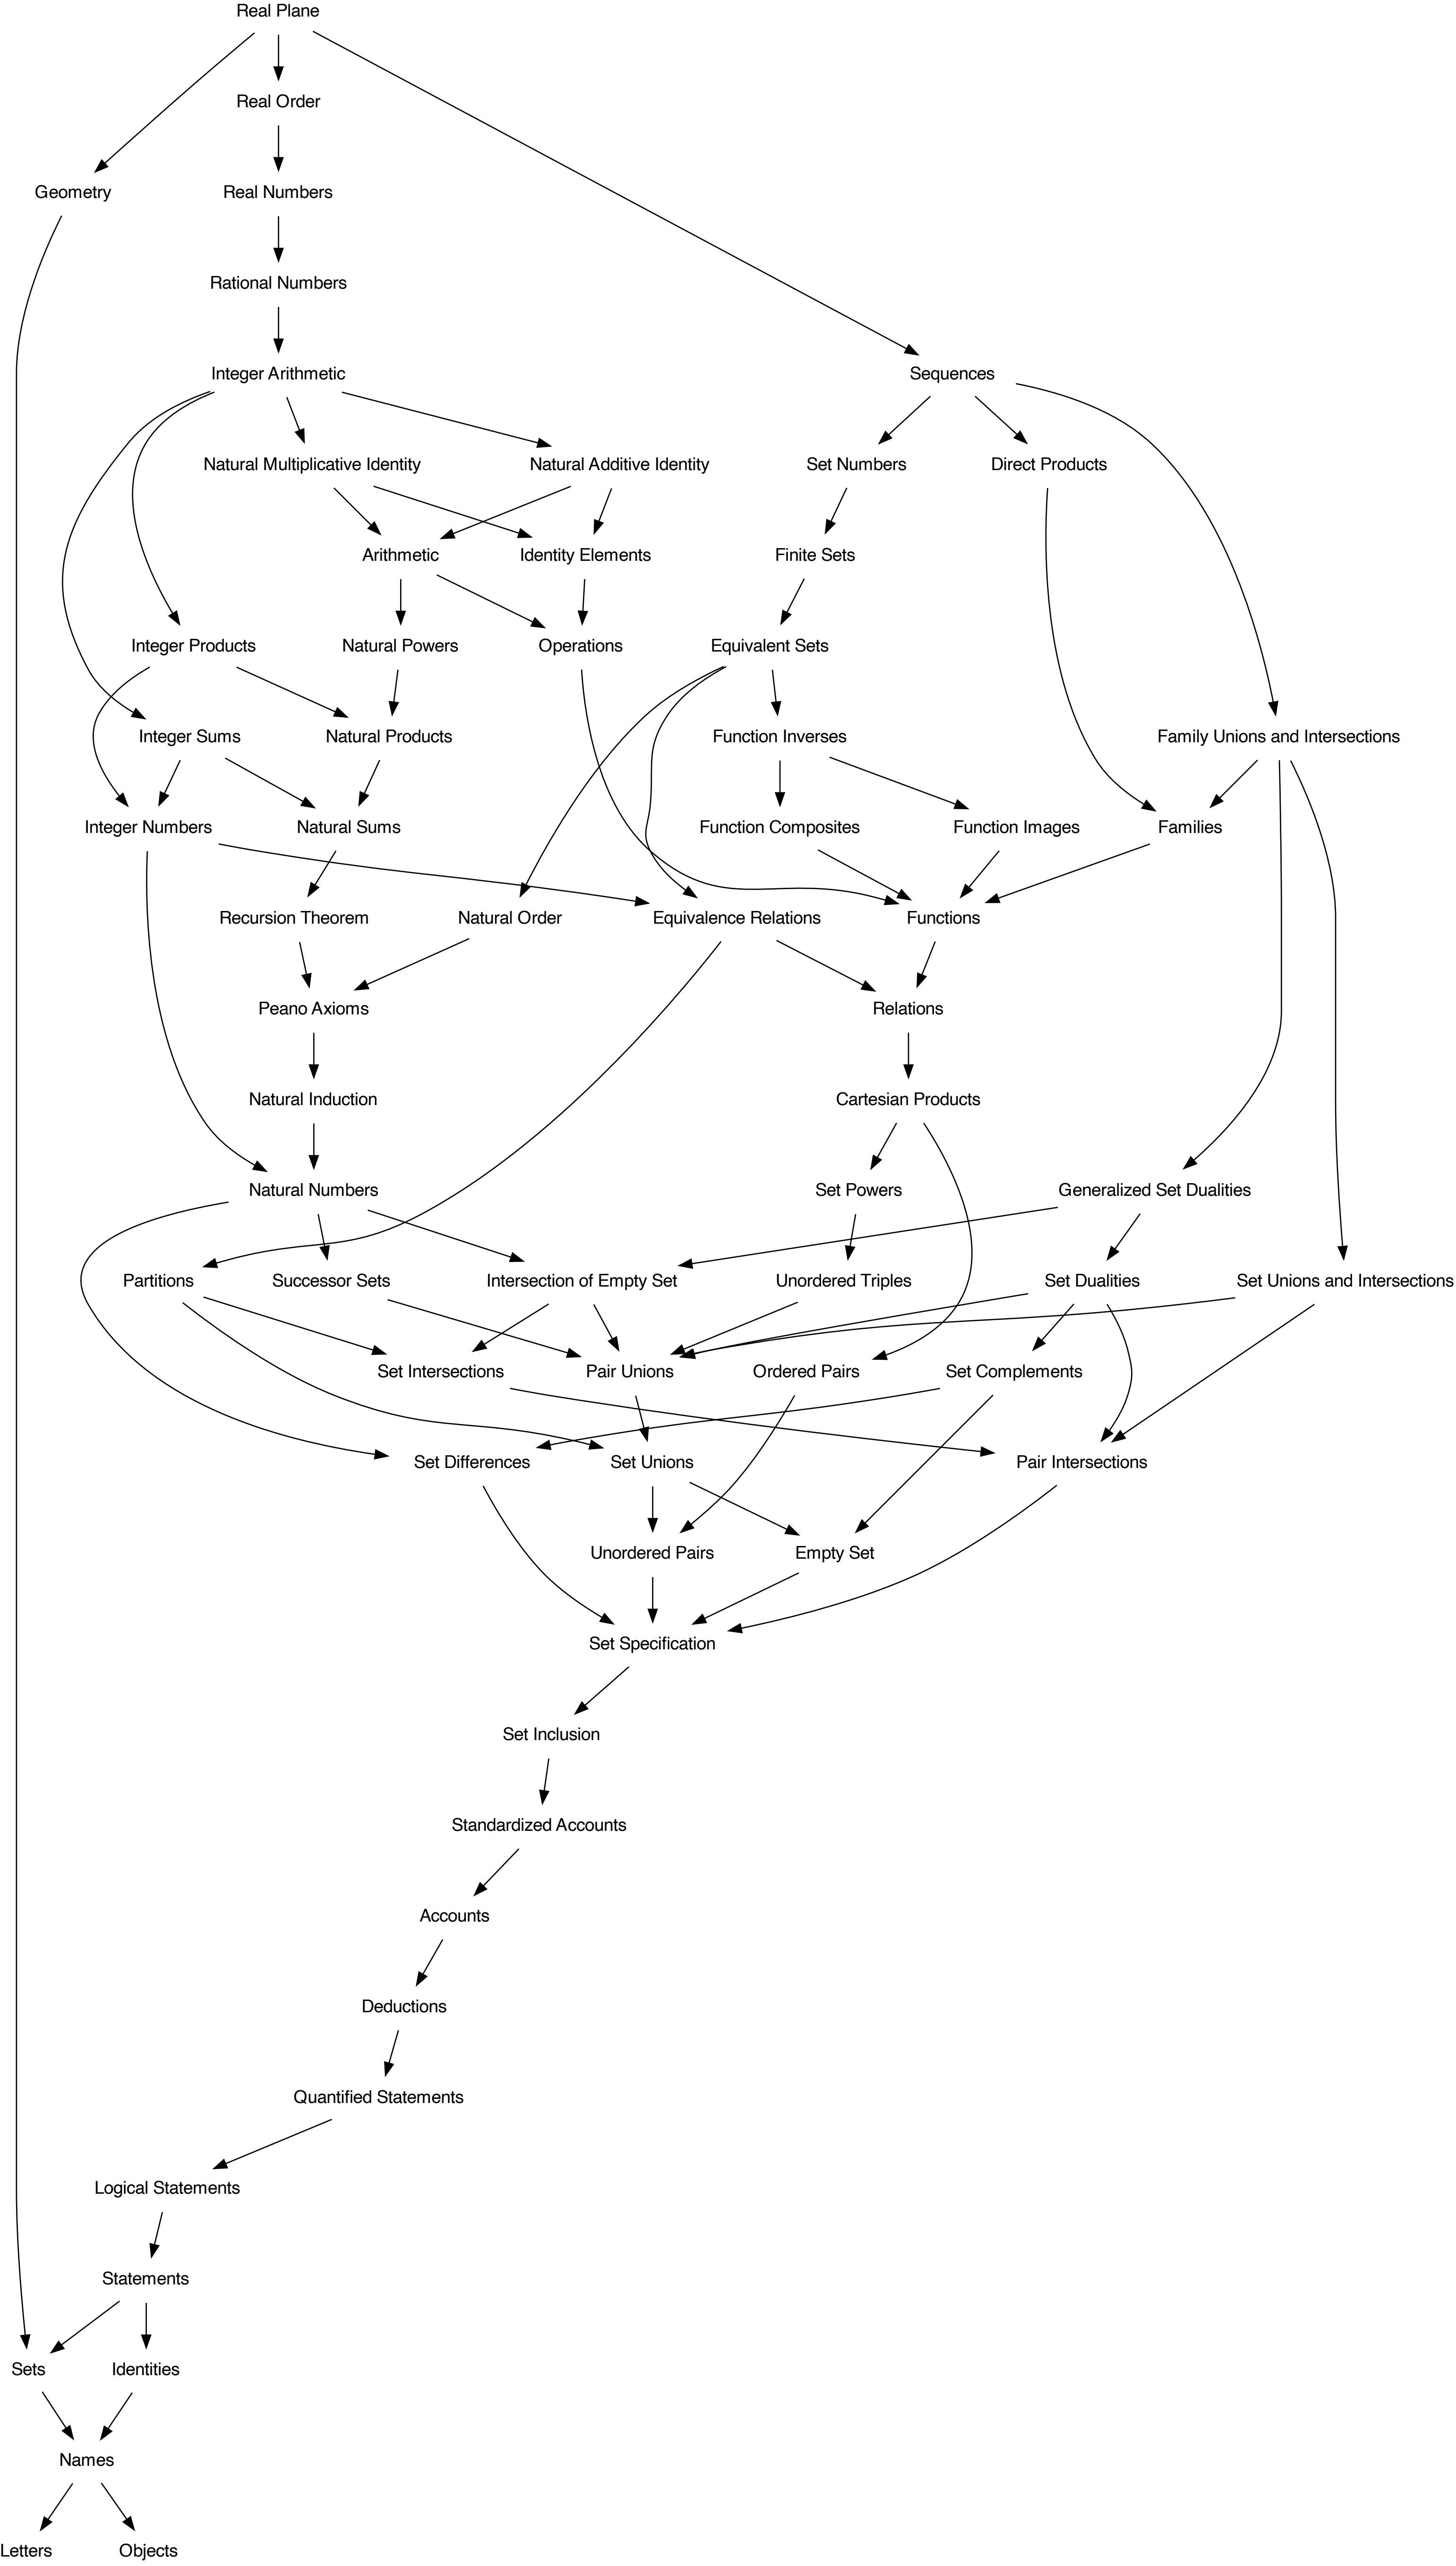 Real Plane
Real Order
Geometry
Real Numbers
Rational Numbers
Integer Arithmetic
Sequences
Natural Multiplicative Identity
Natural Additive Identity
Set Numbers
Direct Products
Arithmetic
Identity Elements
Finite Sets
Integer Products
Natural Powers
Operations
Equivalent Sets
Integer Sums
Natural Products
Function Inverses
Family Unions and Intersections
Integer Numbers
Natural Sums
Function Composites
Function Images
Families
Recursion Theorem
Natural Order
Equivalence Relations
Functions
Peano Axioms
Relations
Natural Induction
Cartesian Products
Natural Numbers
Set Powers
Generalized Set Dualities
Partitions
Successor Sets
Intersection of Empty Set
Unordered Triples
Set Dualities
Set Unions and Intersections
Set Intersections
Pair Unions
Ordered Pairs
Set Complements
Set Differences
Set Unions
Pair Intersections
Unordered Pairs
Empty Set
Set Specification
Set Inclusion
Standardized Accounts
Accounts
Deductions
Quantified Statements
Logical Statements
Statements
Sets
Identities
Names
Letters
Objects